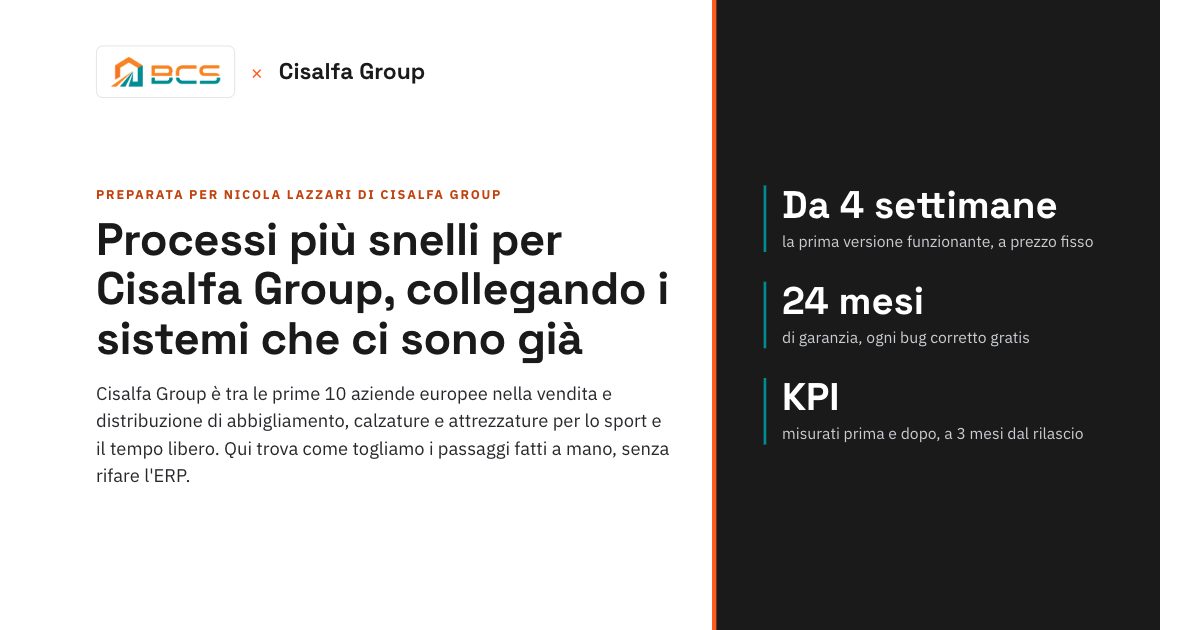 BCS × Cisalfa Group
PREPARATA PER NICOLA LAZZARI DI CISALFA GROUP
Processi più snelli per
Cisalfa Group, collegando i
sistemi che ci sono già
Cisalfa Group è tra le prime 10 aziende europee nella vendita e
distribuzione di abbigliamento, calzature e attrezzature per lo sport e
il tempo libero. Qui trova come togliamo i passaggi fatti a mano, senza
rifare l'ERP.
Da 4 settimane
la prima versione funzionante, a prezzo fisso
24 mesi
di garanzia, ogni bug corretto gratis
KPI
misurati prima e dopo, a 3 mesi dal rilascio